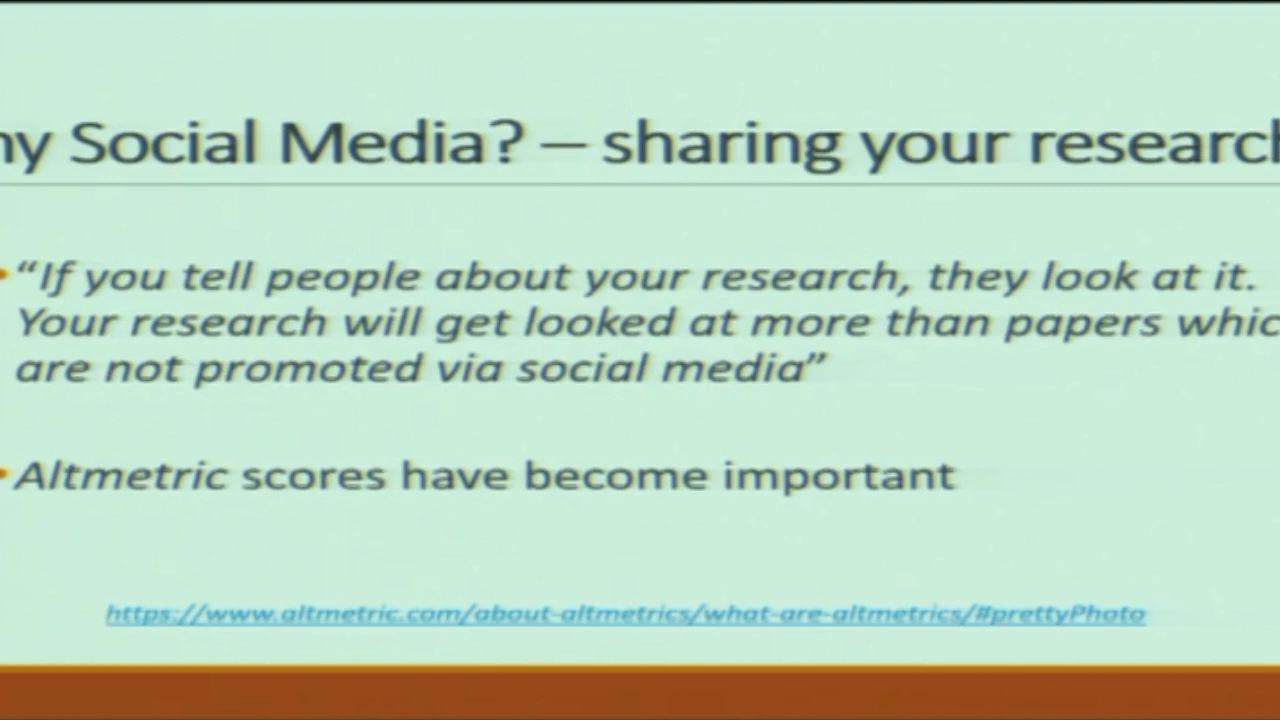 ny Social Media? – sharing your research
• “If you tell people about your research, they look at it.
Your research will get looked at more than papers whic
are not promoted via social media”
• Altmetric scores have become important
https://www.altmetric.com/about-altmetrics/what-are-altmetrics/#prettyPhoto